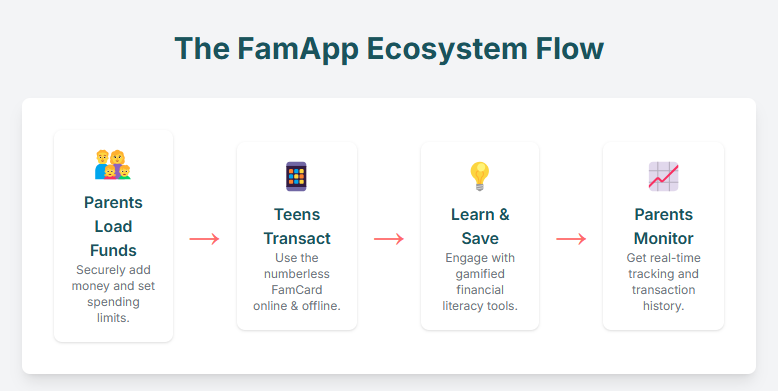 The FamApp Ecosystem Flow
Parents
Load
Funds
Securely add
money and set
spending
limits.
Teens
Transact
Use the
numberless
FamCard
online & offline.
Learn &
Save
Engage with
gamified
financial
literacy tools.
Parents
Monitor
Get real-time
tracking and
transaction
history.